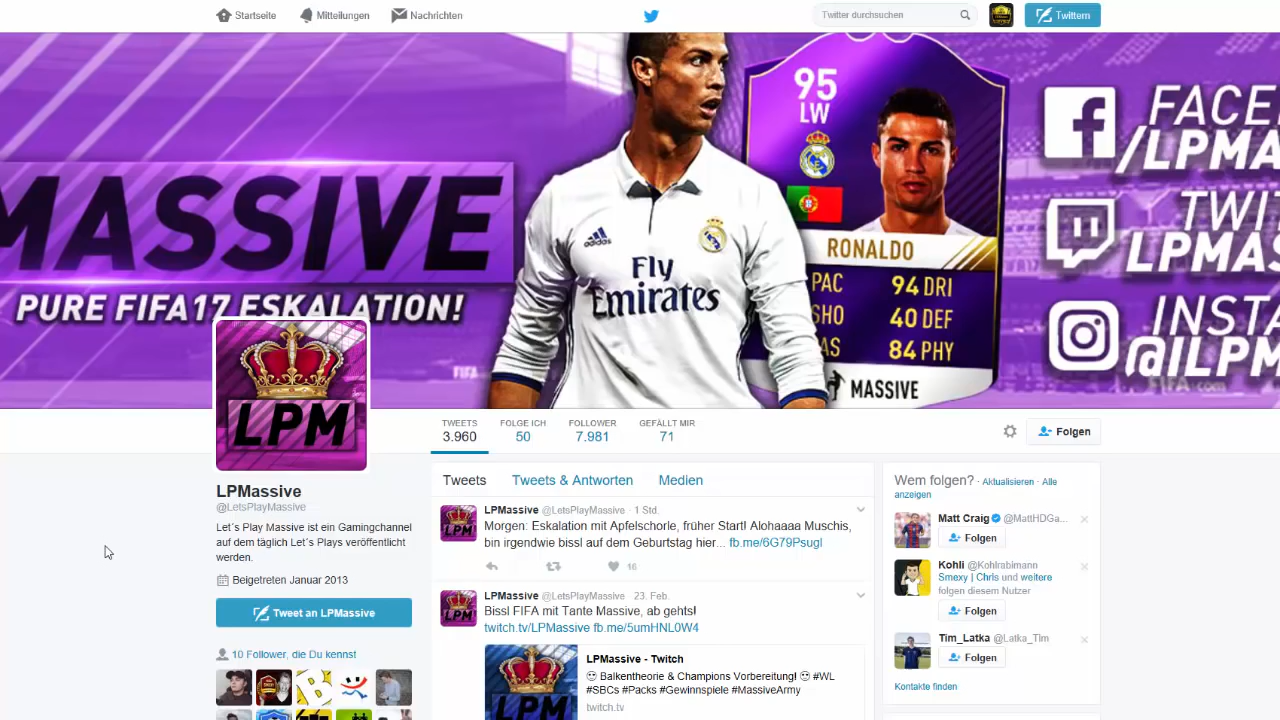 Startseite
Mitteilungen
Nachrichten
Twitter durchsuchen
Twittern
MASSIVE
PURE FIFA17 ESKALATION!
Fly
Emirates
95
LW
RONALDO
PAC
94 DRI
SHO
40 DEF
84 PHY
MASSIVE
FACE
/LPMA
TWI
LPMAS
INSTA
@ILPM
LPM
TWEETS
3.960
FOLGE ICH
50
FOLLOWER
7.981
GEFÄLLT MIR
71
Folgen
LPMassive
@LetsPlayMassive
Let´s Play Massive ist ein Gamingchannel
auf dem täglich Let´s Plays veröffentlicht
werden.
Beigetreten Januar 2013
Tweet an LPMassive
10 Follower, die Du kennst
Tweets
Tweets & Antworten
Medien
LPMassive @LetsPlayMassive · 1 Std.
Morgen: Eskalation mit Apfelschorle, früher Start! Alohaaaa Muschis,
bin irgendwie bissl auf dem Geburtstag hier... fb.me/6G79Psugl
16
LPMassive @LetsPlayMassive · 23. Feb.
Bissl FIFA mit Tante Massive, ab gehts!
twitch.tv/LPMassive fb.me/5umHNL0W4
LPMassive - Twitch
Balkentheorie & Champions Vorbereitung! #WL
#SBCs #Packs #Gewinnspiele #MassiveArmy
twitch.tv
LPM
Wem folgen? · Aktualisieren · Alle
anzeigen
Matt Craig @MattHDGa...
Folgen
Kohli @Kohlrabimann
Smexy | Chris und weitere
folgen diesem Nutzer
Folgen
Tim_Latka @Latka_TIm
Folgen
Kontakte finden